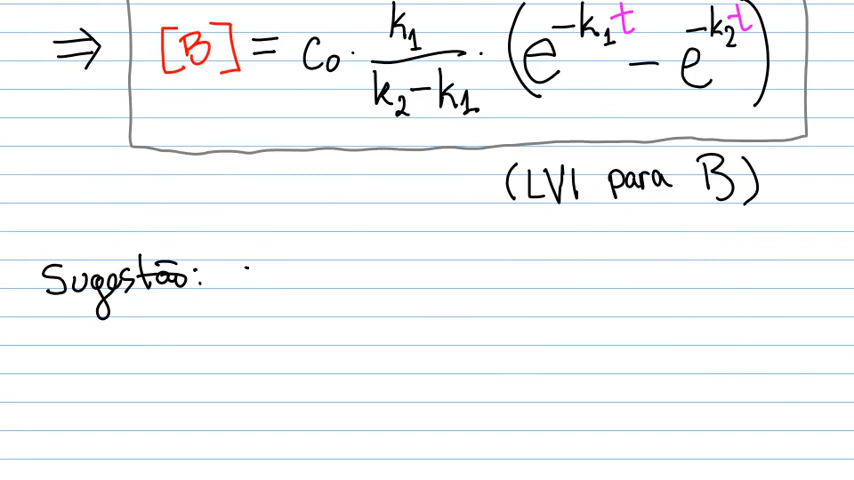 ⇒ [B] = C₀ · k₁/(k₂−k₁) · (e^(−k₁t) − e^(−k₂t))
(LVI para B)
Sugestão: